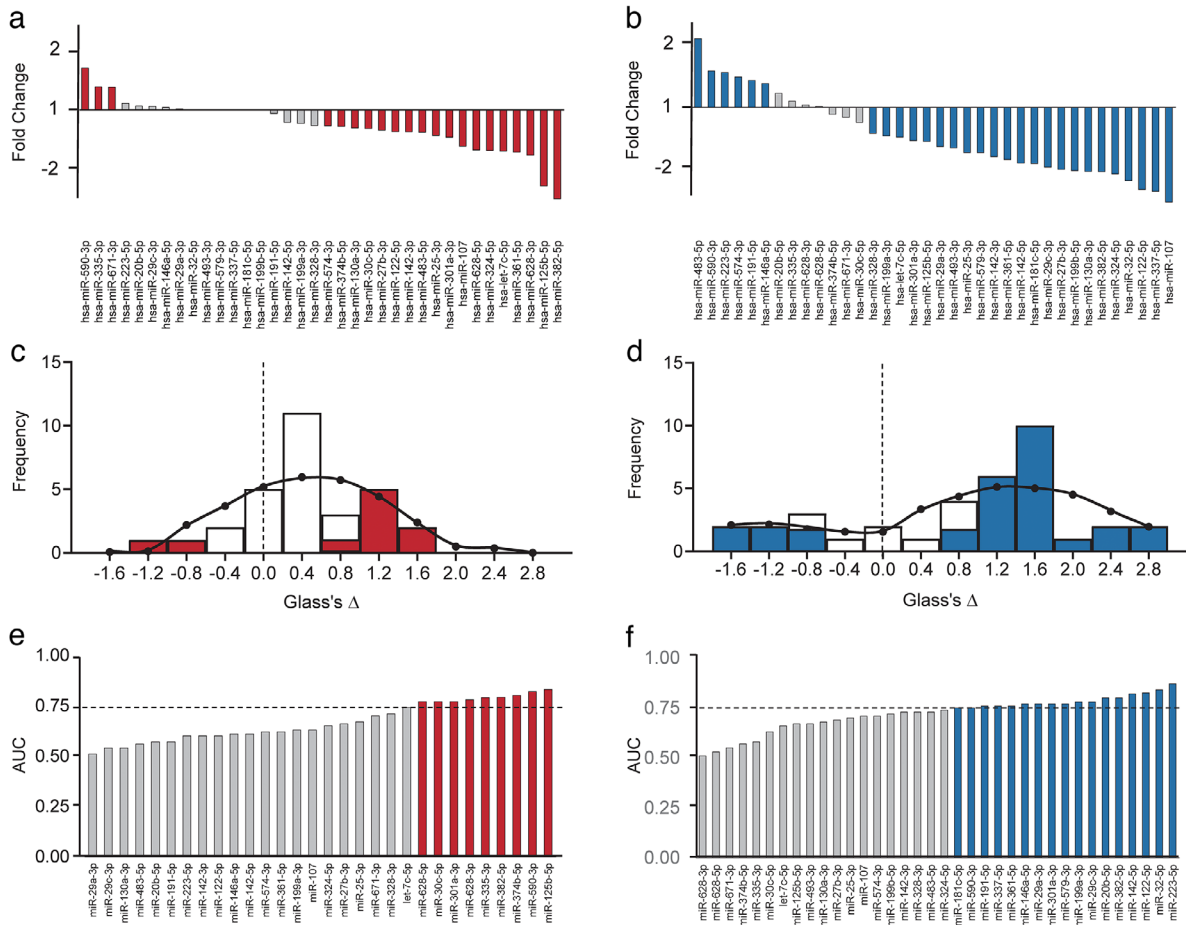 a
Fold Change
2
1
-2
hsa-miR-590-3p
hsa-miR-335-3p
hsa-miR-671-3p
hsa-miR-223-5p
hsa-miR-20b-5p
hsa-miR-29c-3p
hsa-miR-146a-5p
hsa-miR-29a-3p
hsa-miR-32-5p
hsa-miR-493-3p
hsa-miR-579-3p
hsa-miR-337-5p
hsa-miR-181c-5p
hsa-miR-199b-5p
hsa-miR-191-5p
hsa-miR-142-5p
hsa-miR-199a-3p
hsa-miR-328-3p
hsa-miR-574-3p
hsa-miR-374b-5p
hsa-miR-130a-3p
hsa-miR-30c-5p
hsa-miR-27b-3p
hsa-miR-122-5p
hsa-miR-142-3p
hsa-miR-483-5p
hsa-miR-25-3p
hsa-miR-301a-3p
hsa-miR-107
hsa-miR-628-5p
hsa-miR-324-5p
hsa-let-7c-5p
hsa-miR-361-5p
hsa-miR-628-3p
hsa-miR-125b-5p
hsa-miR-382-5p
b
Fold Change
2
1
-2
hsa-miR-483-5p
hsa-miR-590-3p
hsa-miR-223-5p
hsa-miR-574-3p
hsa-miR-191-5p
hsa-miR-146a-5p
hsa-miR-20b-5p
hsa-miR-335-3p
hsa-miR-628-3p
hsa-miR-628-5p
hsa-miR-374b-5p
hsa-miR-671-3p
hsa-miR-30c-5p
hsa-miR-328-3p
hsa-miR-199a-3p
hsa-let-7c-5p
hsa-miR-301a-3p
hsa-miR-125b-5p
hsa-miR-29a-3p
hsa-miR-493-3p
hsa-miR-25-3p
hsa-miR-579-3p
hsa-miR-142-3p
hsa-miR-361-5p
hsa-miR-142-5p
hsa-miR-181c-5p
hsa-miR-29c-3p
hsa-miR-27b-3p
hsa-miR-199b-5p
hsa-miR-130a-3p
hsa-miR-382-5p
hsa-miR-324-5p
hsa-miR-32-5p
hsa-miR-122-5p
hsa-miR-337-5p
hsa-miR-107
c
Frequency
15
10
5
0
-1.6 -1.2 -0.8 -0.4 0.0 0.4 0.8 1.2 1.6 2.0 2.4 2.8
Glass's Δ
d
Frequency
15
10
5
0
-1.6 -1.2 -0.8 -0.4 0.0 0.4 0.8 1.2 1.6 2.0 2.4 2.8
Glass's Δ
e
AUC
1.00
0.75
0.50
0.25
0.00
miR-29a-3p
miR-29c-3p
miR-130a-3p
miR-483-5p
miR-20b-5p
miR-191-5p
miR-223-5p
miR-142-3p
miR-122-5p
miR-146a-5p
miR-142-5p
miR-574-3p
miR-361-5p
miR-199a-3p
miR-107
miR-324-5p
miR-27b-3p
miR-25-3p
miR-671-3p
miR-328-3p
let-7c-5p
miR-628-5p
miR-30c-5p
miR-301a-3p
miR-628-3p
miR-335-3p
miR-382-5p
miR-374b-5p
miR-590-3p
miR-125b-5p
f
AUC
1.00
0.75
0.50
0.25
0.00
miR-628-3p
miR-628-5p
miR-671-3p
miR-374b-5p
miR-335-3p
miR-30c-5p
let-7c-5p
miR-125b-5p
miR-493-3p
miR-130a-3p
miR-27b-3p
miR-25-3p
miR-107
miR-574-3p
miR-199b-5p
miR-142-3p
miR-328-3p
miR-483-5p
miR-324-5p
miR-181c-5p
miR-590-3p
miR-191-5p
miR-337-5p
miR-361-5p
miR-146a-5p
miR-29a-3p
miR-301a-3p
miR-579-3p
miR-199a-3p
miR-29c-3p
miR-20b-5p
miR-382-5p
miR-142-5p
miR-122-5p
miR-32-5p
miR-223-5p